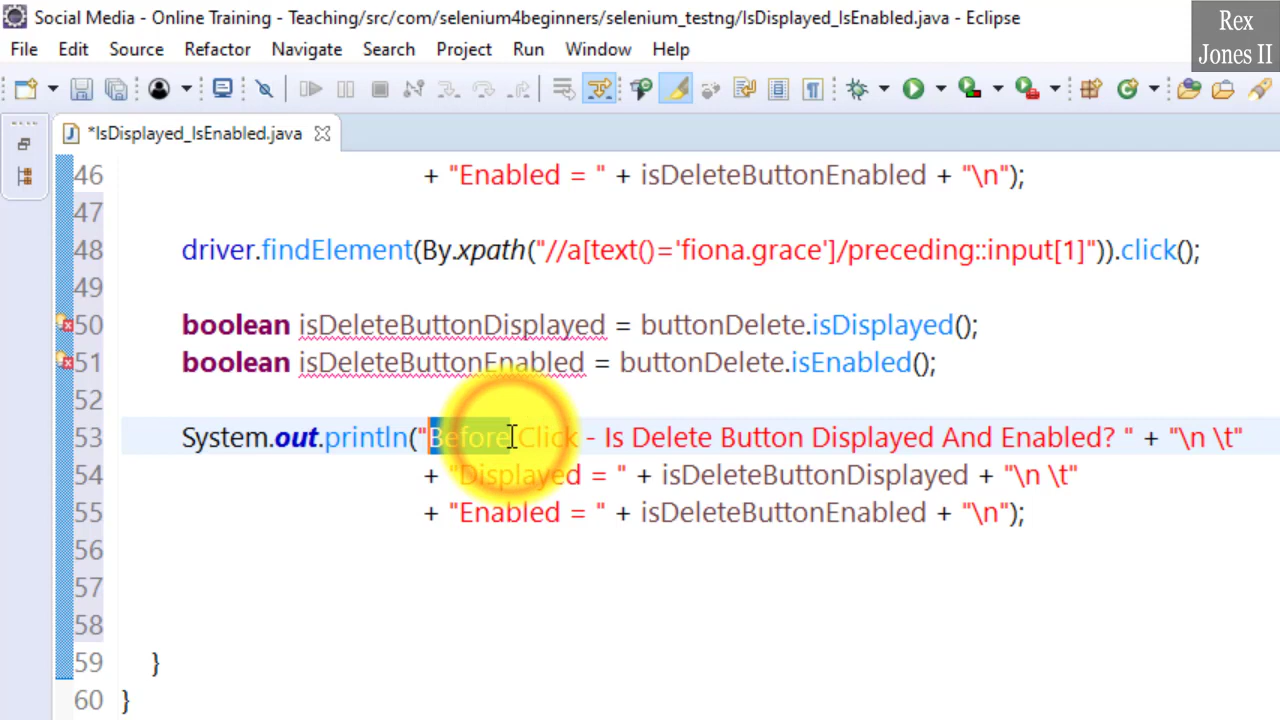 Social Media - Online Training - Teaching/src/com/selenium4beginners/selenium_testng/IsDisplayed_IsEnabled.java - Eclipse
Rex
Jones II
File Edit Source Refactor Navigate Search Project Run Window Help
*IsDisplayed_IsEnabled.java
46 + "Enabled = " + isDeleteButtonEnabled + "\n");
47
48 driver.findElement(By.xpath("//a[text()='fiona.grace']/preceding::input[1]")).click();
49
50 boolean isDeleteButtonDisplayed = buttonDelete.isDisplayed();
51 boolean isDeleteButtonEnabled = buttonDelete.isEnabled();
52
53 System.out.println("Before Click - Is Delete Button Displayed And Enabled? " + "\n \t"
54 + "Displayed = " + isDeleteButtonDisplayed + "\n \t"
55 + "Enabled = " + isDeleteButtonEnabled + "\n");
56
57
58
59 }
60 }